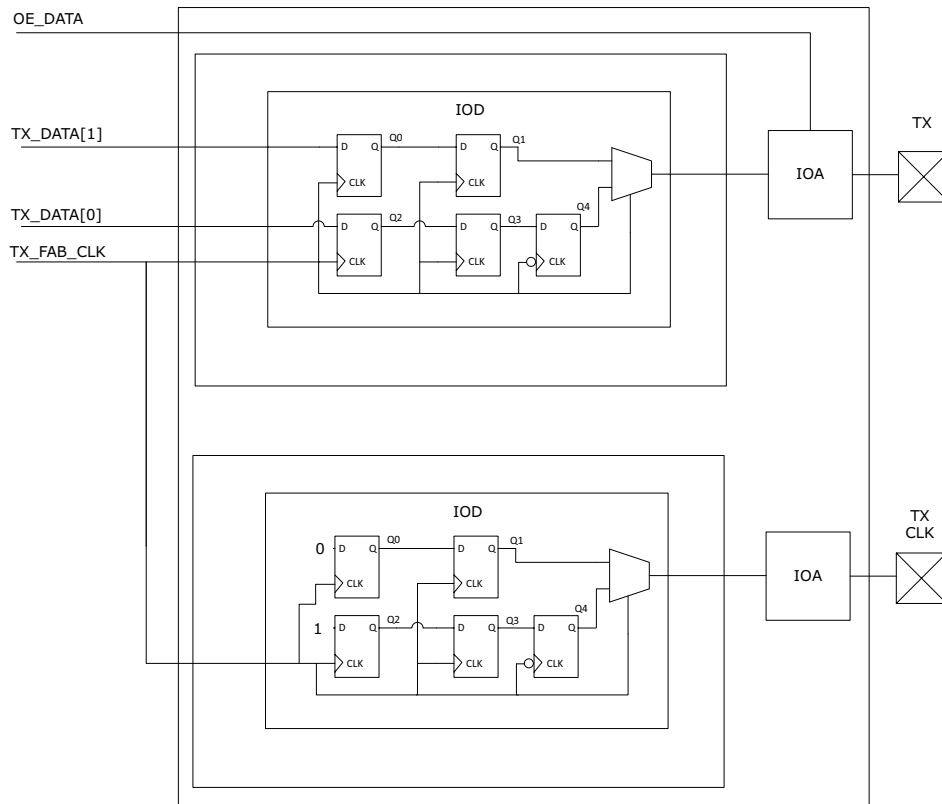 OE_DATA
TX_DATA[1]
TX_DATA[0]
TX_FAB_CLK
IOD
D Q Q0
CLK
D Q Q1
CLK
D Q Q2
CLK
D Q Q3
CLK
D Q Q4
CLK
IOA
TX
IOD
0 D Q Q0
CLK
D Q Q1
CLK
1 D Q Q2
CLK
D Q Q3
CLK
D Q Q4
CLK
IOA
TX
CLK